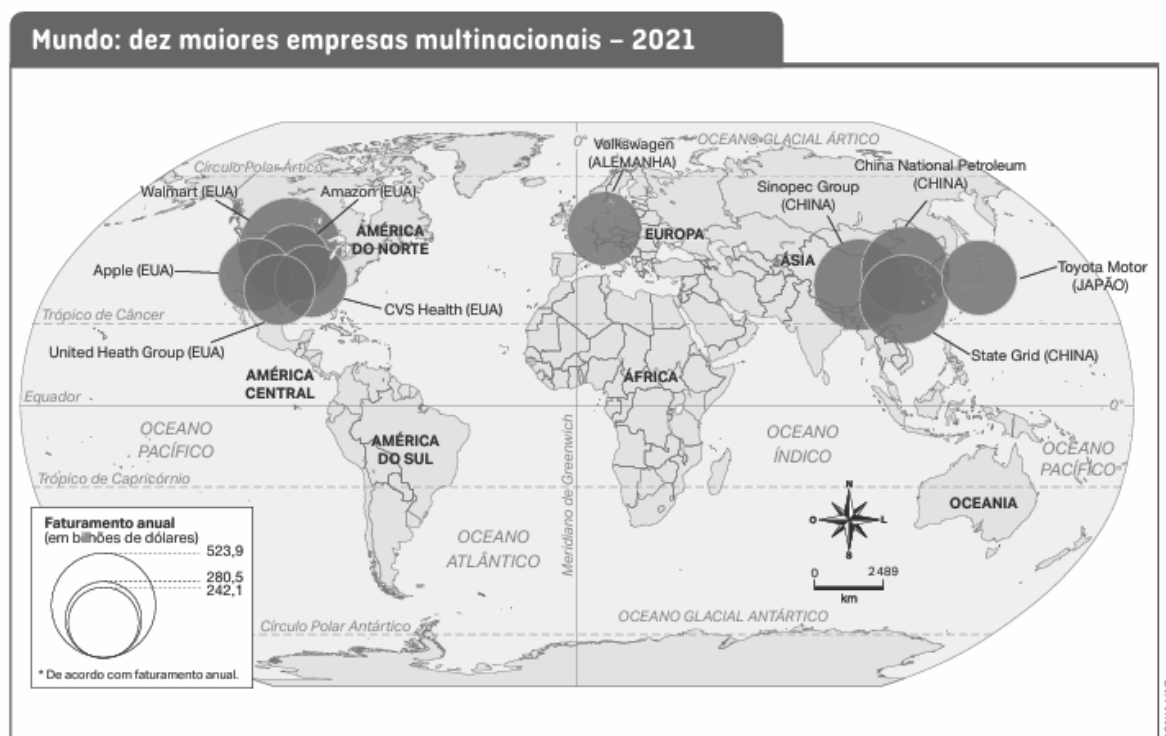 Mundo: dez maiores empresas multinacionais – 2021
OCEANO GLACIAL ÁRTICO
0°
Volkswagen
(ALEMANHA)
China National Petroleum
(CHINA)
Círculo Polar Ártico
Sinopec Group
(CHINA)
Walmart (EUA)
Amazon (EUA)
AMÉRICA
DO NORTE
EUROPA
ÁSIA
Apple (EUA)
Toyota Motor
(JAPÃO)
CVS Health (EUA)
Trópico de Câncer
United Heath Group (EUA)
State Grid (CHINA)
AMÉRICA
CENTRAL
ÁFRICA
Equador
0°
OCEANO
PACÍFICO
AMÉRICA
DO SUL
Meridiano de Greenwich
OCEANO
ÍNDICO
OCEANO
PACÍFICO
Trópico de Capricórnio
OCEANIA
N
O
L
S
OCEANO
ATLÂNTICO
0
2 489
km
Faturamento anual
(em bilhões de dólares)
523,9
280,5
242,1
* De acordo com faturamento anual.
OCEANO GLACIAL ANTÁRTICO
Círculo Polar Antártico